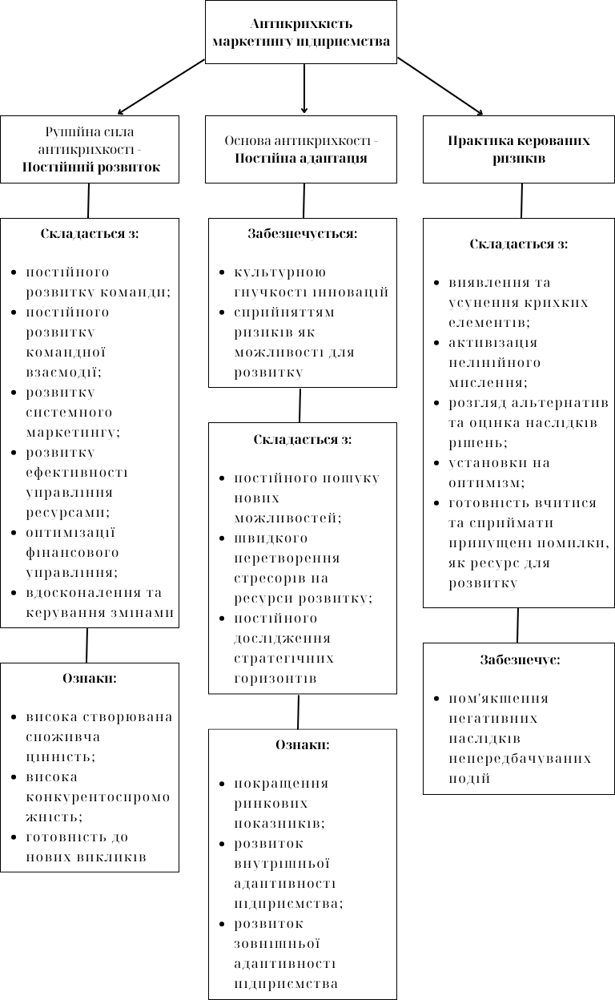 Антикрихкість
маркетингу підприємства
Рушійна сила
антикрихкості -
Постійний розвиток
Основа антикрихкості -
Постійна адаптація
Практика керованих
ризиків
Складається з:
постійного
розвитку команди;
постійного
розвитку
командної
взаємодії;
розвитку
системного
маркетингу;
розвитку
ефективності
управління
ресурсами;
оптимізації
фінансового
управління;
вдосконалення та
керування змінами
Ознаки:
висока створювана
споживча
цінність;
висока
конкурентоспромо
жність;
готовність до
нових викликів
Забезпечується:
культурною
гнучкості інновацій
сприйняттям
ризиків як
можливості для
розвитку
Складається з:
постійного пошуку
нових
можливостей;
швидкого
перетворення
стресорів на
ресурси розвитку;
постійного
дослідження
стратегічних
горизонтів
Ознаки:
покращення
ринкових
показників;
розвиток
внутрішньої
адаптивності
підприємства;
розвиток
зовнішньої
адаптивності
підприємства
Складається з:
виявлення та
усунення крихких
елементів;
активізація
нелінійного
мислення;
розгляд альтернатив
та оцінка наслідків
рішень;
установки на
оптимізм;
готовність вчитися
та сприймати
припущені помилки,
як ресурс для
розвитку
Забезпечує:
пом'якшення
негативних
наслідків
непередбачуваних
подій